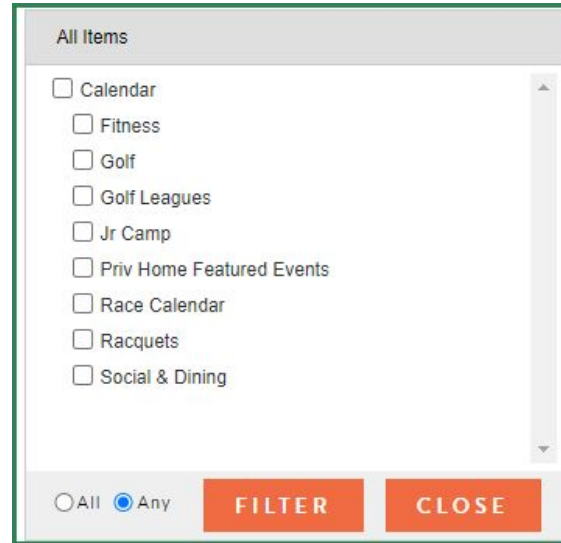 All Items
Calendar
Fitness
Golf
Golf Leagues
Jr Camp
Priv Home Featured Events
Race Calendar
Racquets
Social & Dining
All Any FILTER CLOSE